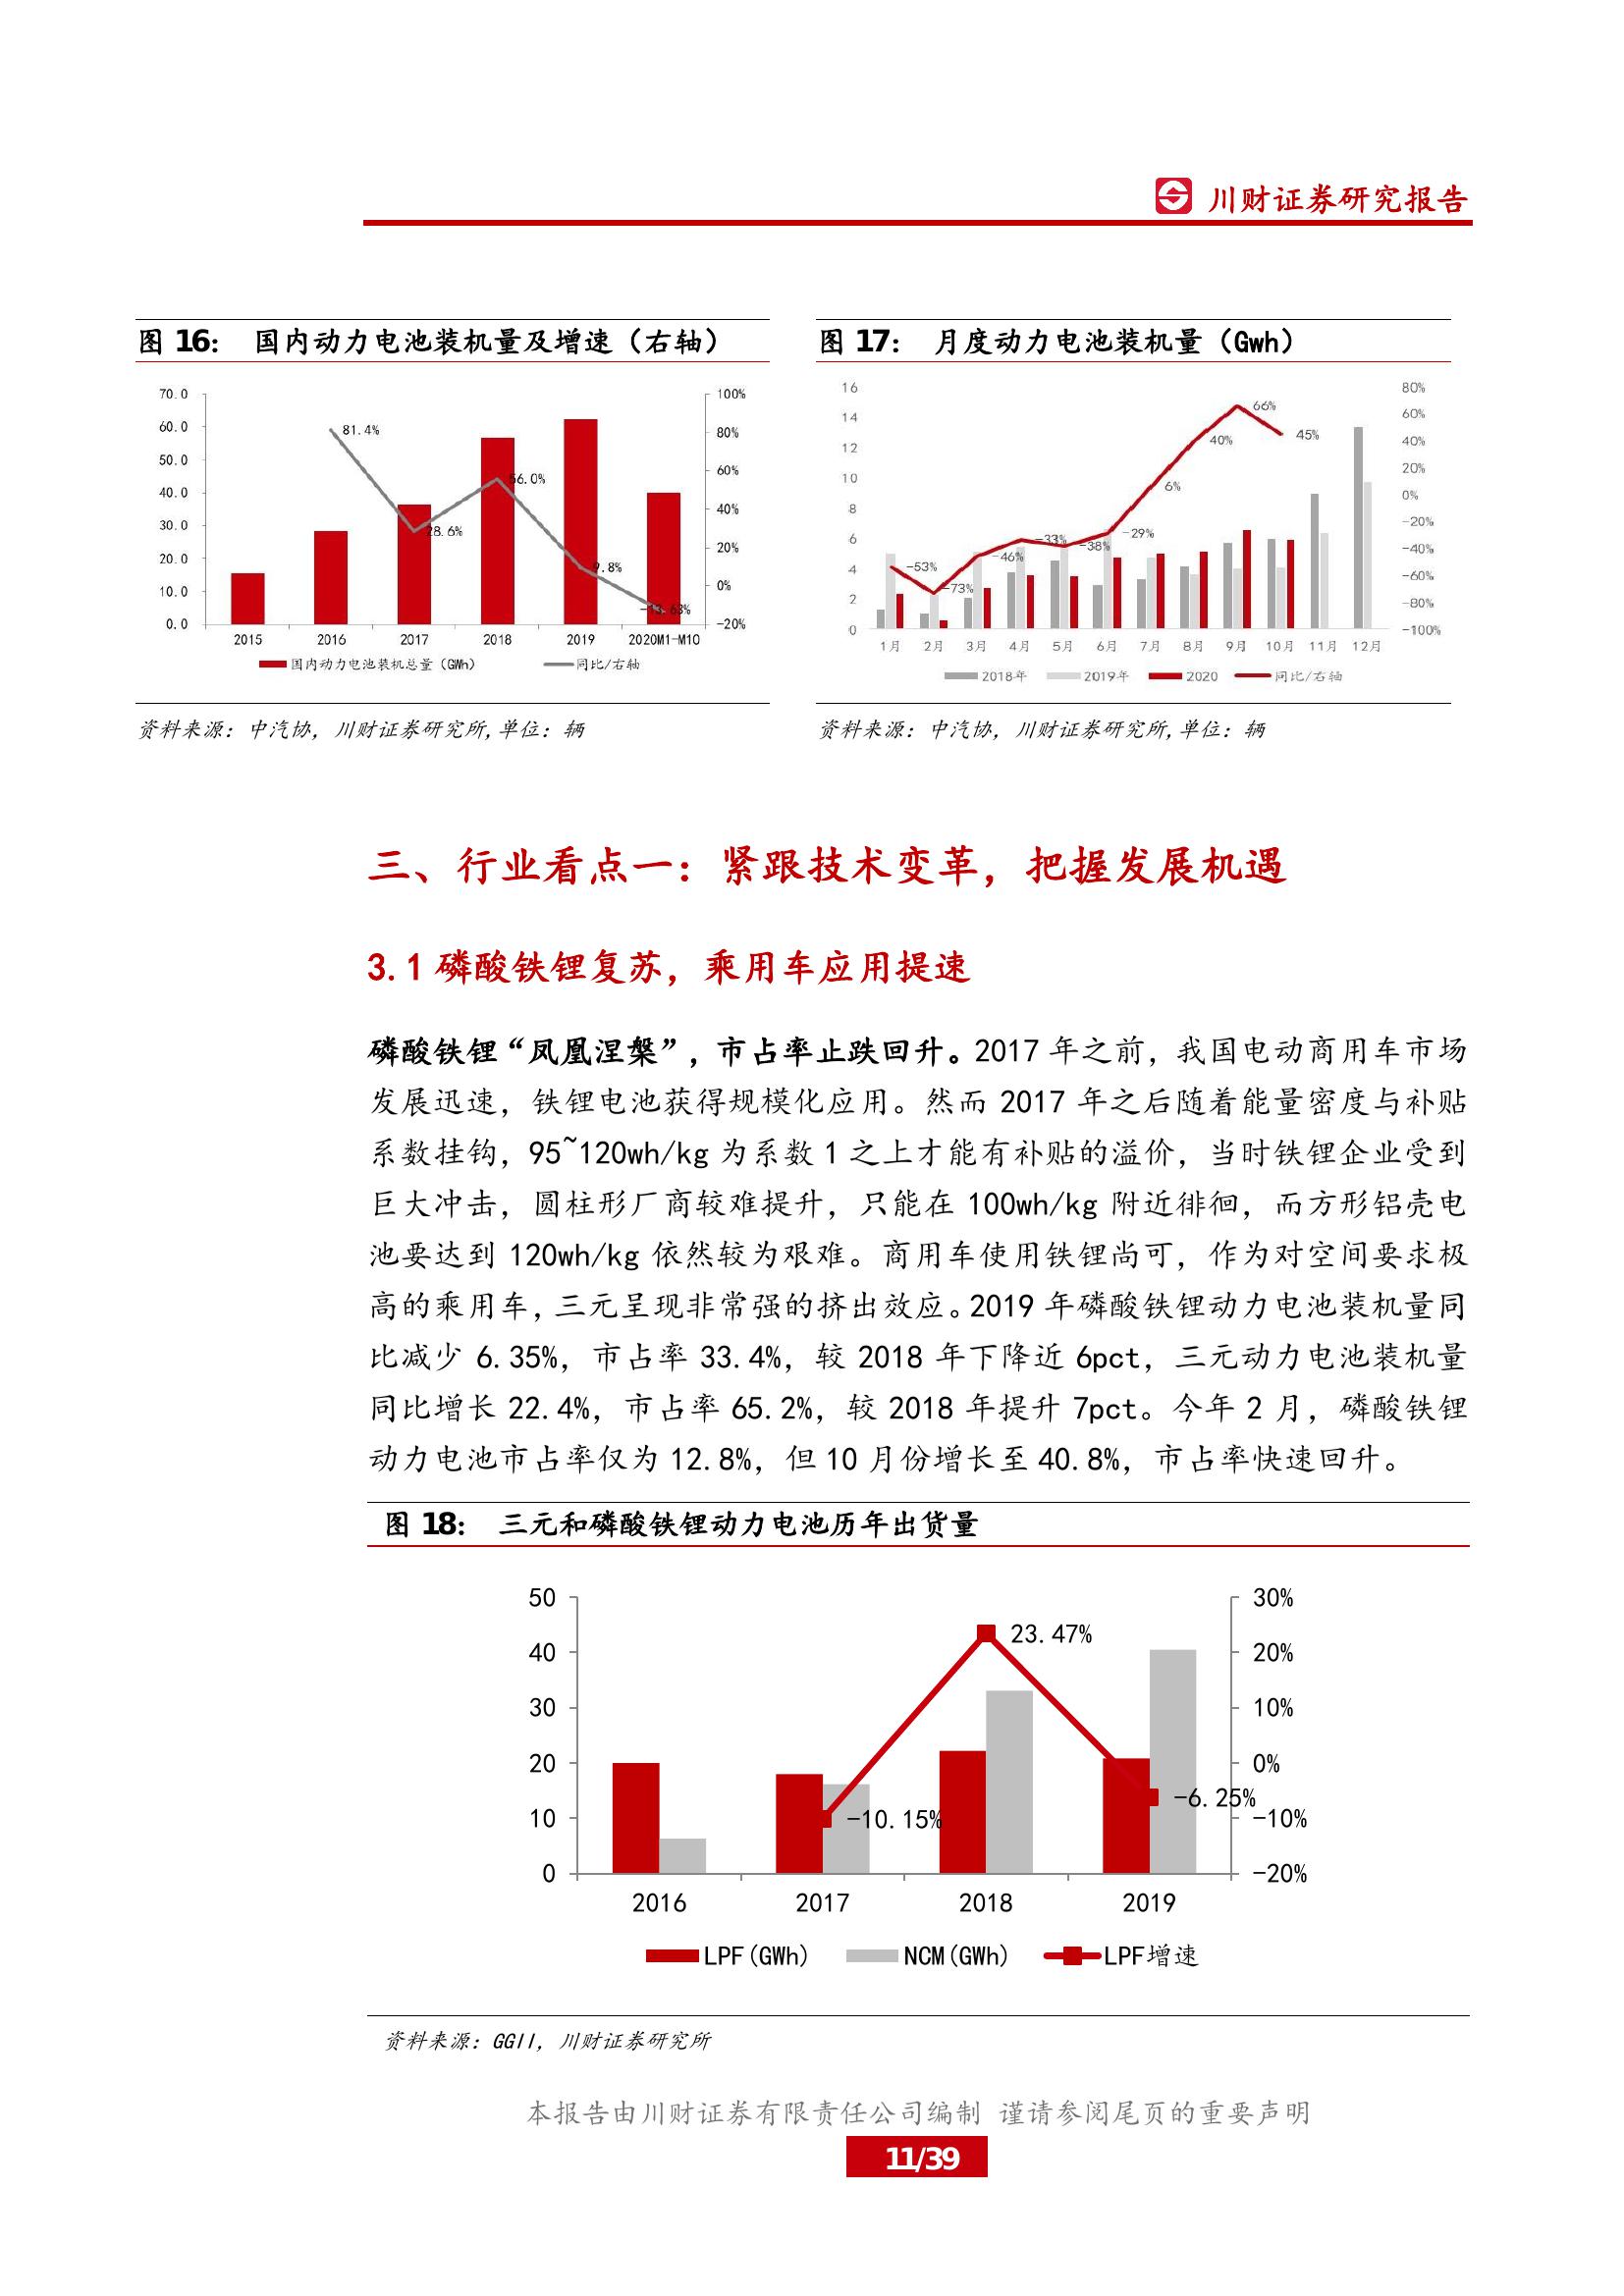 川财证券研究报告
图 16： 国内动力电池装机量及增速（右轴）
70.0
60.0
50.0
40.0
30.0
20.0
10.0
0.0
100%
80%
60%
40%
20%
0%
-20%
81.4%
28.6%
56.0%
9.8%
2015 2016 2017 2018 2019 2020M1-M10
国内动力电池装机总量（GWh） 同比/右轴
资料来源：中汽协，川财证券研究所,单位：辆
图 17： 月度动力电池装机量（Gwh）
16
14
12
10
8
6
4
2
0
80%
60%
40%
20%
0%
-20%
-40%
-60%
-80%
-100%
-53%
-73%
-46%
-33%
-38%
-29%
6%
40%
66%
45%
1月 2月 3月 4月 5月 6月 7月 8月 9月 10月 11月 12月
2018年 2019年 2020 同比/右轴
资料来源：中汽协，川财证券研究所,单位：辆
三、行业看点一：紧跟技术变革，把握发展机遇
3.1 磷酸铁锂复苏，乘用车应用提速
磷酸铁锂“凤凰涅槃”，市占率止跌回升。2017 年之前，我国电动商用车市场
发展迅速，铁锂电池获得规模化应用。然而 2017 年之后随着能量密度与补贴
系数挂钩，95~120wh/kg 为系数 1 之上才能有补贴的溢价，当时铁锂企业受到
巨大冲击，圆柱形厂商较难提升，只能在 100wh/kg 附近徘徊，而方形铝壳电
池要达到 120wh/kg 依然较为艰难。商用车使用铁锂尚可，作为对空间要求极
高的乘用车，三元呈现非常强的挤出效应。2019 年磷酸铁锂动力电池装机量同
比减少 6.35%，市占率 33.4%，较 2018 年下降近 6pct，三元动力电池装机量
同比增长 22.4%，市占率 65.2%，较 2018 年提升 7pct。今年 2 月，磷酸铁锂
动力电池市占率仅为 12.8%，但 10 月份增长至 40.8%，市占率快速回升。
图 18： 三元和磷酸铁锂动力电池历年出货量
50
40
30
20
10
0
30%
20%
10%
0%
-10%
-20%
-10.15%
23.47%
-6.25%
2016 2017 2018 2019
LPF(GWh) NCM(GWh) LPF增速
资料来源：GGII，川财证券研究所
本报告由川财证券有限责任公司编制 谨请参阅尾页的重要声明
11/39